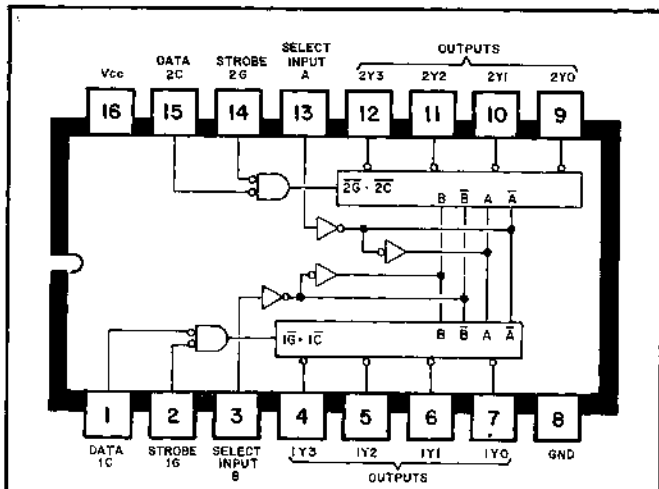 OUTPUTS
SELECT INPUT A
DATA 2C
STROBE 2G
Vcc
2Y3 2Y2 2Y1 2Y0
16 15 14 13 12 11 10 9
2G̅ · 2C̅
B B̅ A A̅
B B̅ A A̅
1G̅ · 1C̅
1 2 3 4 5 6 7 8
DATA 1C
STROBE 1G
SELECT INPUT B
1Y3 1Y2 1Y1 1Y0
GND
OUTPUTS